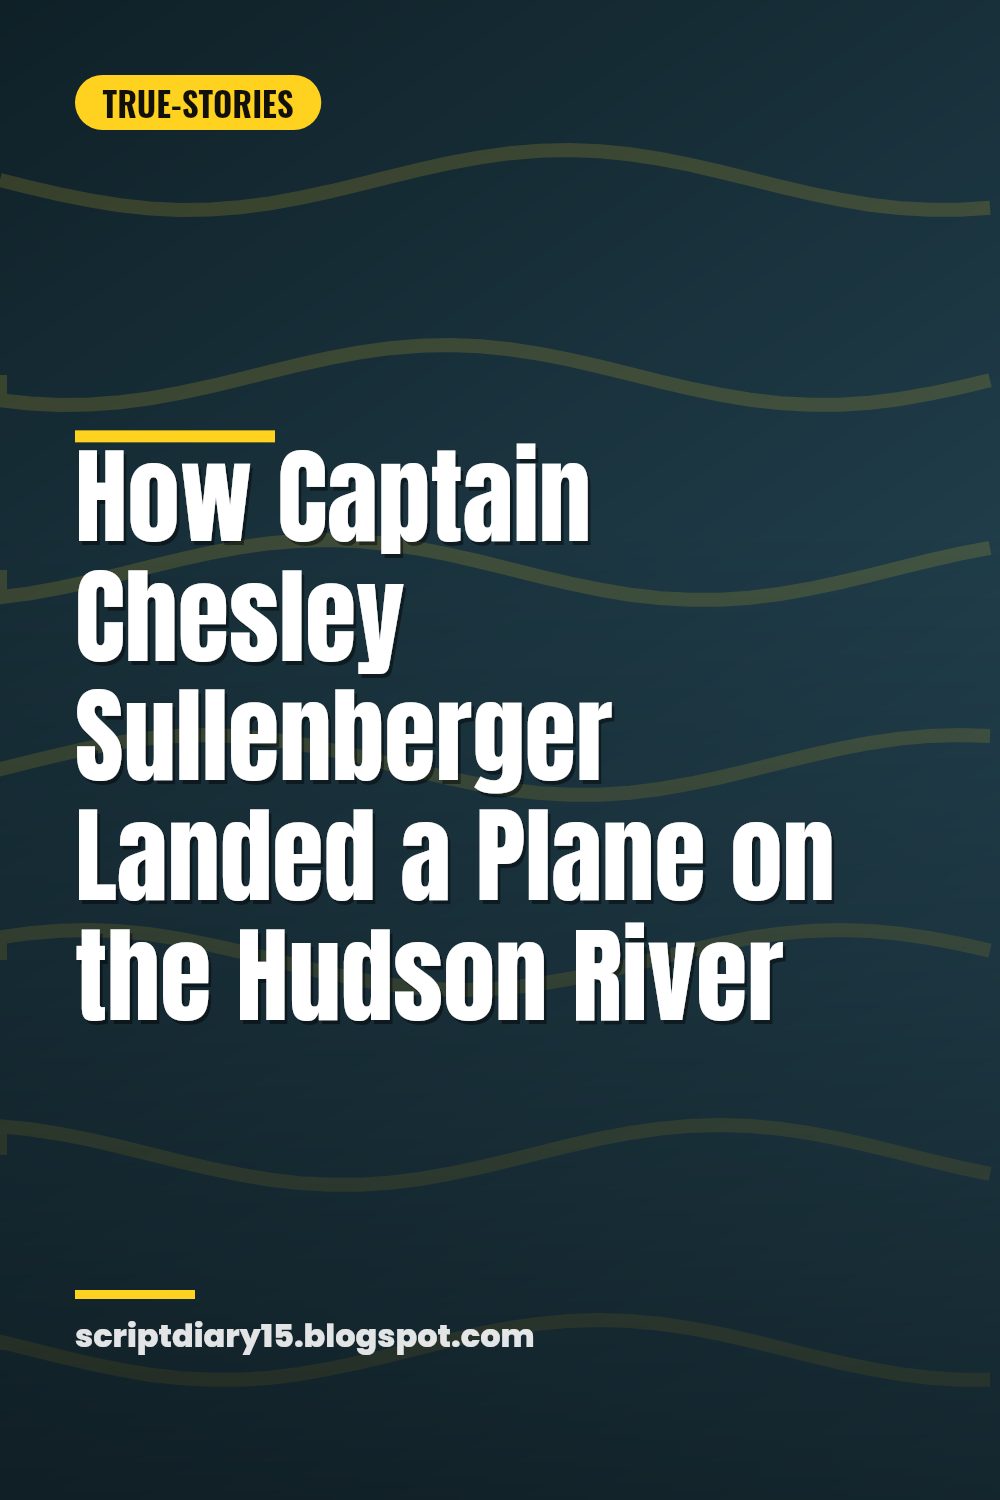 TRUE-STORIES
How Captain
Chesley
Sullenberger
Landed a Plane on
the Hudson River
scriptdiary15.blogspot.com